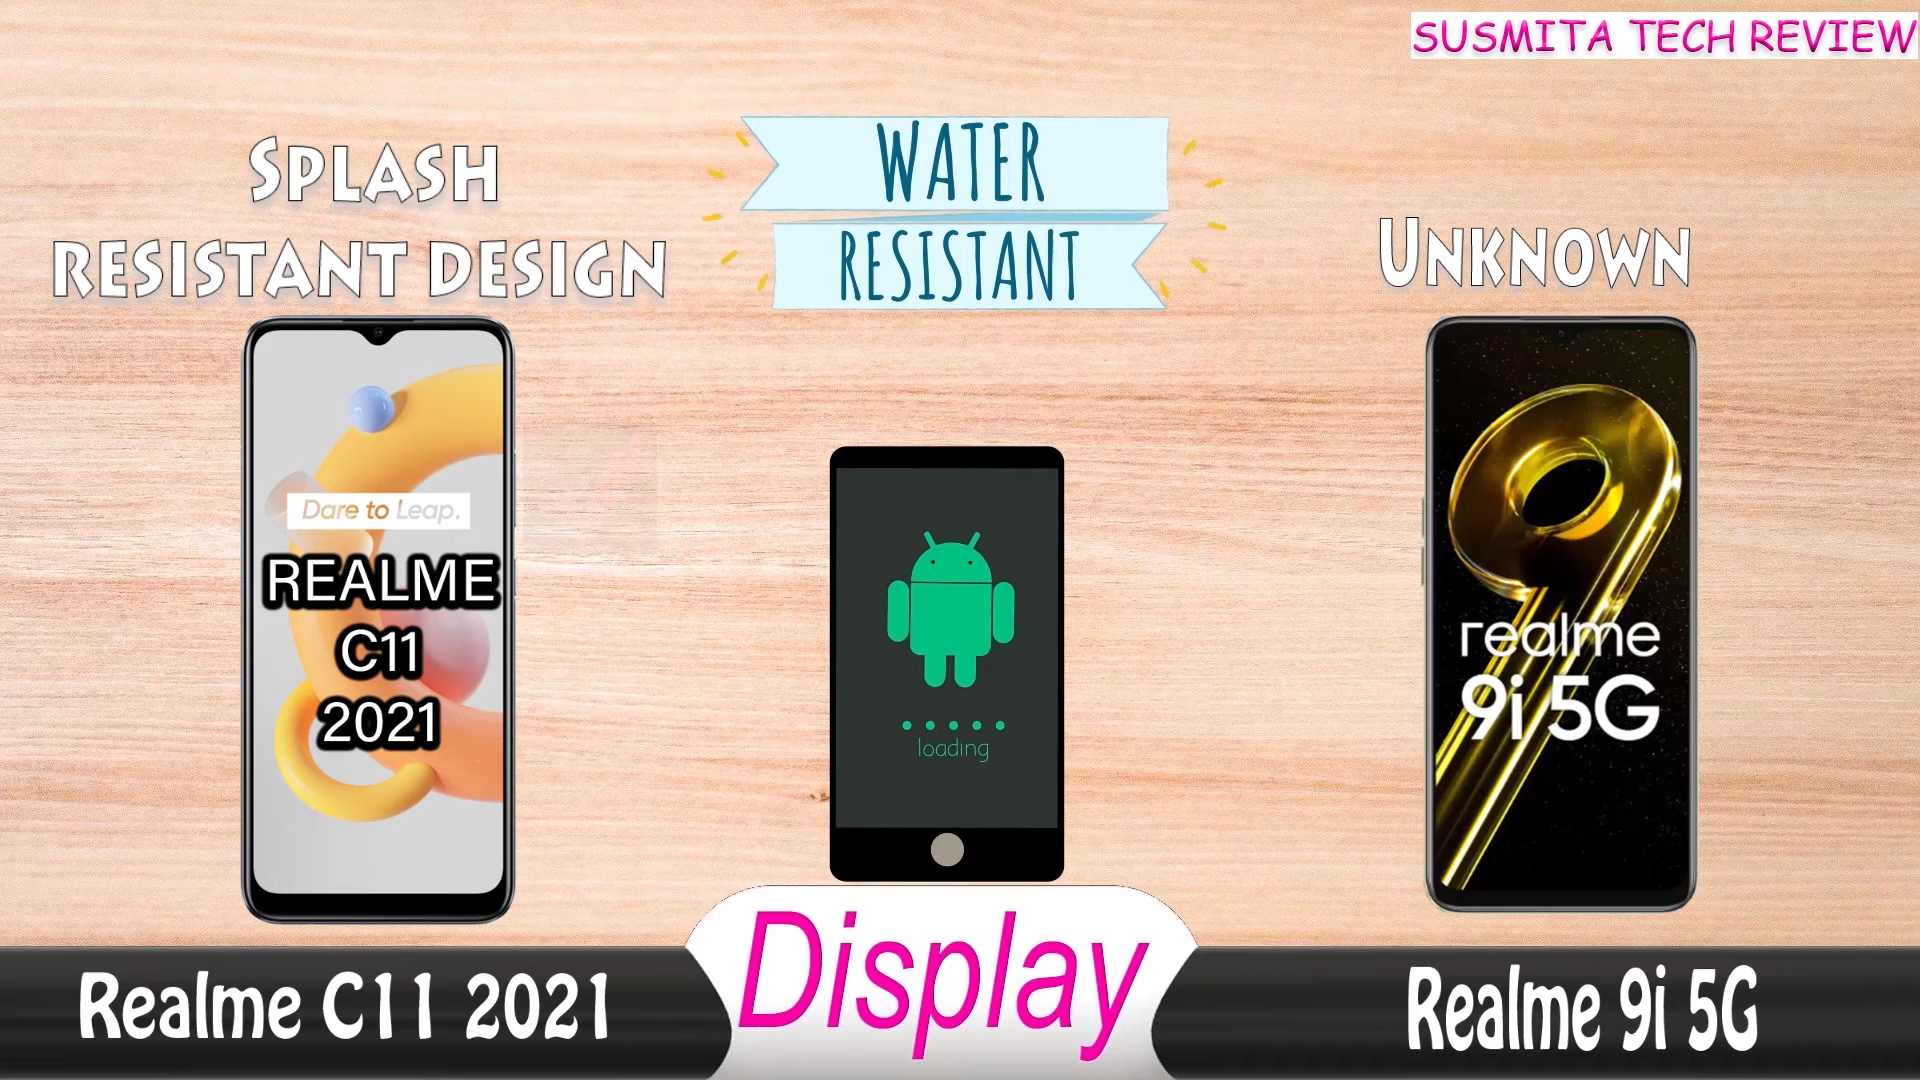 SUSMITA TECH REVIEW
SPLASH
RESISTANT DESIGN
WATER
RESISTANT
UNKNOWN
Dare to Leap.
REALME
C11
2021
loading
realme
9i 5G
Realme C11 2021
Display
Realme 9i 5G